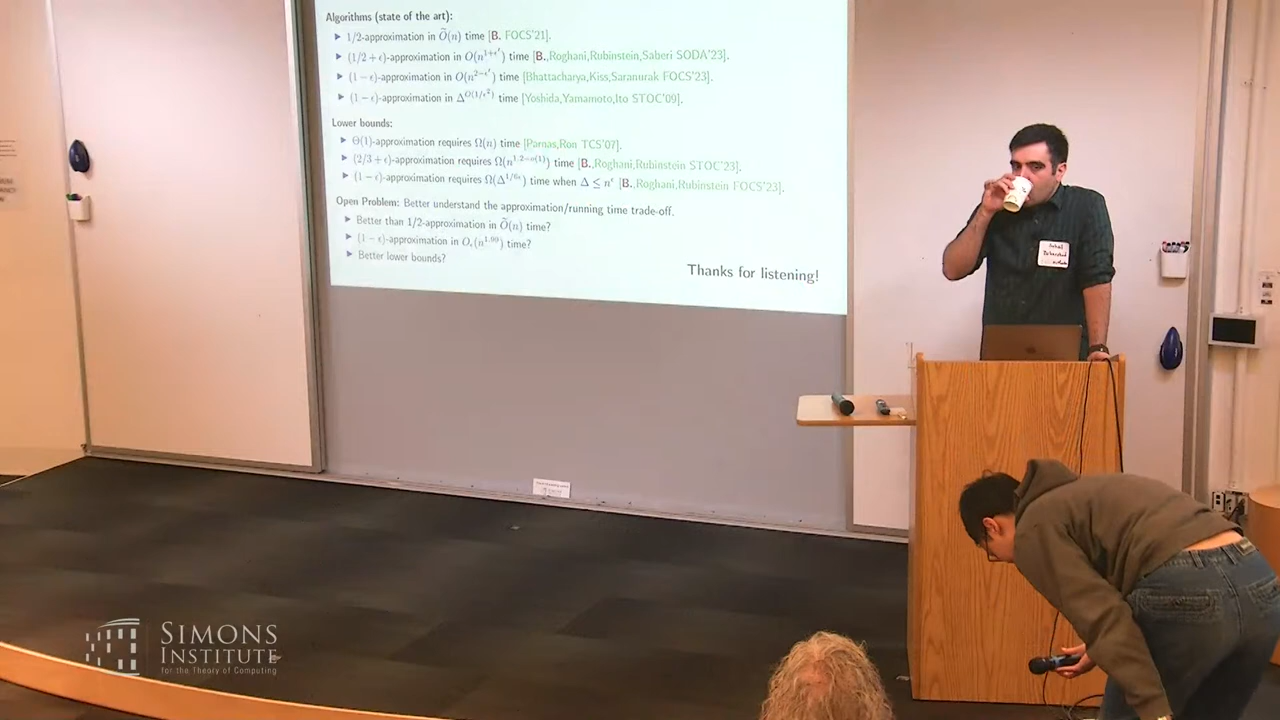 Algorithms (state of the art):
▶ 1/2-approximation in Õ(n) time [B. FOCS'21].
▶ (1/2 + ϵ)-approximation in O(n^{1+ϵ'}) time [B.,Roghani,Rubinstein,Saberi SODA'23].
▶ (1 − ϵ)-approximation in O(n^{2−ϵ'}) time [Bhattacharya,Kiss,Saranurak FOCS'23].
▶ (1 − ϵ)-approximation in Δ^{O(1/ϵ^2)} time [Yoshida,Yamamoto,Ito STOC'09].
Lower bounds:
▶ Θ(1)-approximation requires Ω(n) time [Parnas,Ron TCS'07].
▶ (2/3 + ϵ)-approximation requires Ω(n^{1.2−o(1)}) time [B.,Roghani,Rubinstein STOC'23].
▶ (1 − ϵ)-approximation requires Ω(Δ^{1/6ϵ}) time when Δ ≤ n^ϵ [B.,Roghani,Rubinstein FOCS'23].
Open Problem: Better understand the approximation/running time trade-off.
▶ Better than 1/2-approximation in Õ(n) time?
▶ (1 − ϵ)-approximation in O_ϵ(n^{1.99}) time?
▶ Better lower bounds?
Thanks for listening!
SIMONS
INSTITUTE
for the Theory of Computing